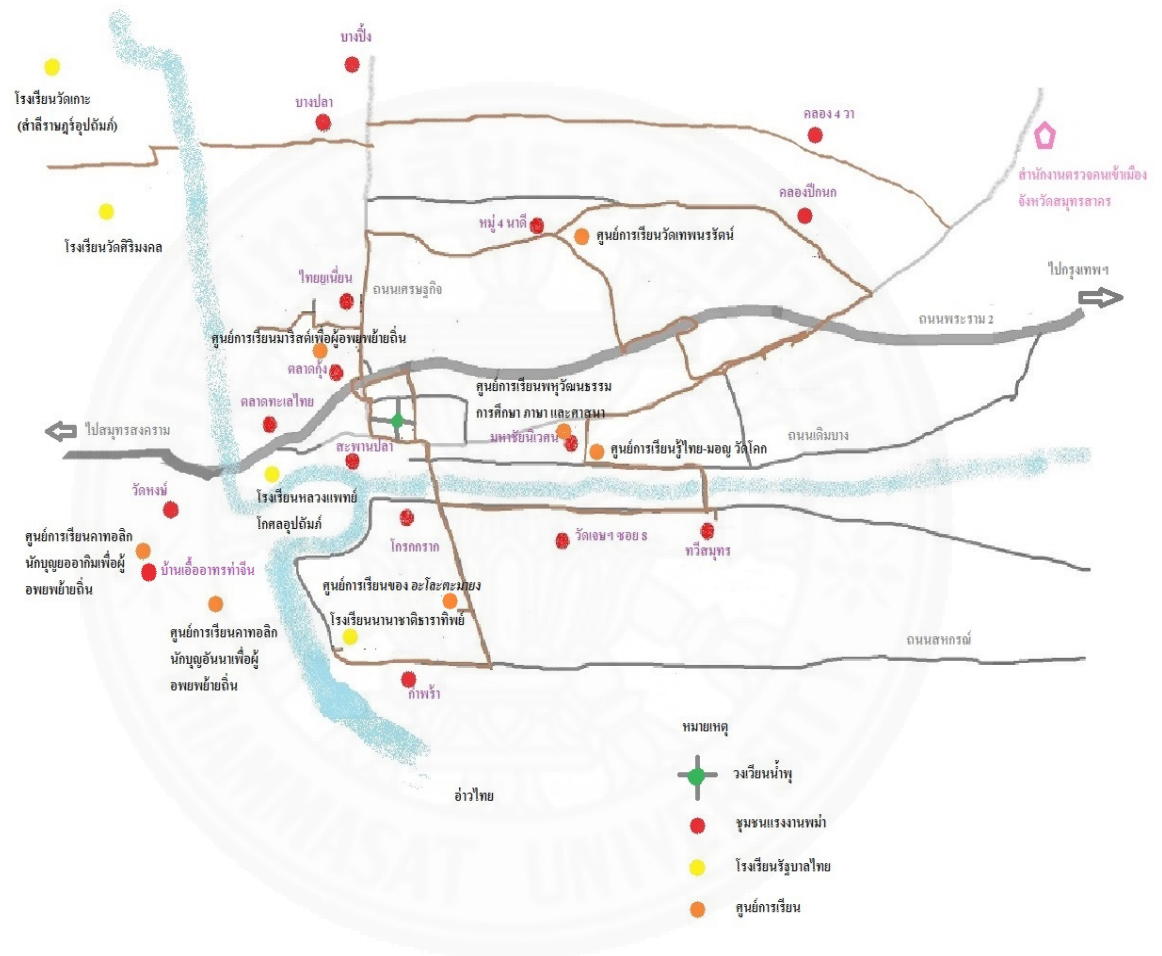 บางปิ้ง
โรงเรียนวัดเกาะ
(สำลีราษฎร์อุปถัมภ์)
บางปลา
คลอง 4 วา
สำนักงานตรวจคนเข้าเมือง
จังหวัดสมุทรสาคร
คลองปีกนก
หมู่ 4 นาดี
ศูนย์การเรียนวัดเทพนรรัตน์
โรงเรียนวัดศิริมงคล
ไทยยูเนี่ยน
ถนนเศรษฐกิจ
ไปกรุงเทพฯ
ถนนพระราม 2
ศูนย์การเรียนมาริสต์เพื่อผู้อพยพย้ายถิ่น
ตลาดกุ้ง
ตลาดทะเลไทย
ศูนย์การเรียนพหุวัฒนธรรม
การศึกษา ภาษา และศาสนา
ไปสมุทรสงคราม
มหาชัยนิเวศน์
ถนนเดิมบาง
สะพานปลา
ศูนย์การเรียนรู้ไทย-มอญ วัดโคก
วัดหงษ์
โรงเรียนหลวงแพทย์
โกศลอุปถัมภ์
โกรกกราก
วัดเจษฯ ซอย 8
ทวีสมุทร
ศูนย์การเรียนคาทอลิก
นักบุญยออากิมเพื่อผู้
อพยพย้ายถิ่น
บ้านเอื้ออาทรท่าจีน
ศูนย์การเรียนของ อะโละตะมายง
โรงเรียนนานาชาติธาราทิพย์
ศูนย์การเรียนคาทอลิก
นักบุญอันนาเพื่อผู้
อพยพย้ายถิ่น
ถนนสหกรณ์
กำพร้า
หมายเหตุ
วงเวียนน้ำพุ
อ่าวไทย
ชุมชนแรงงานพม่า
โรงเรียนรัฐบาลไทย
ศูนย์การเรียน
THAMMASAT UNIVERSITY